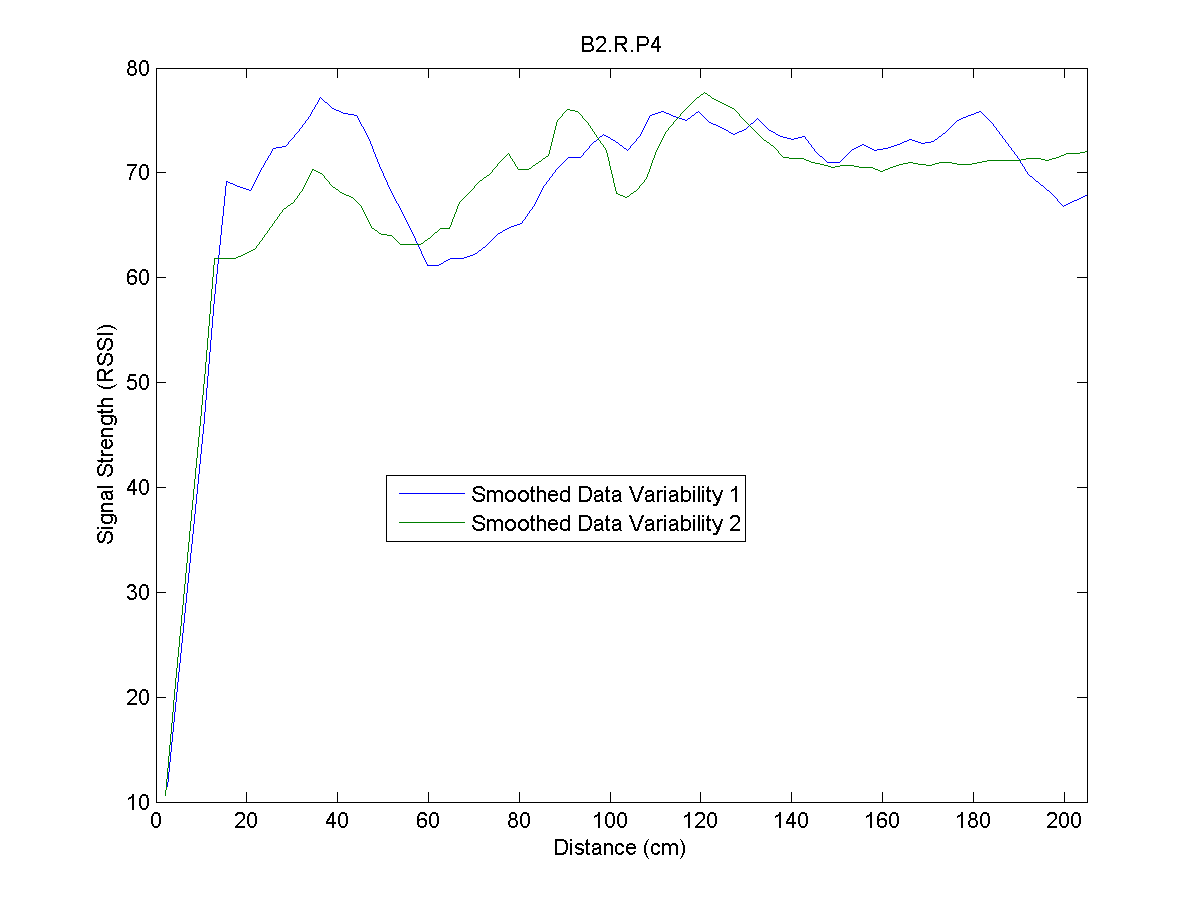 B2.R.P4
80
70
60
50
40
30
20
10
Signal Strength (RSSI)
Smoothed Data Variability 1
Smoothed Data Variability 2
0 20 40 60 80 100 120 140 160 180 200
Distance (cm)